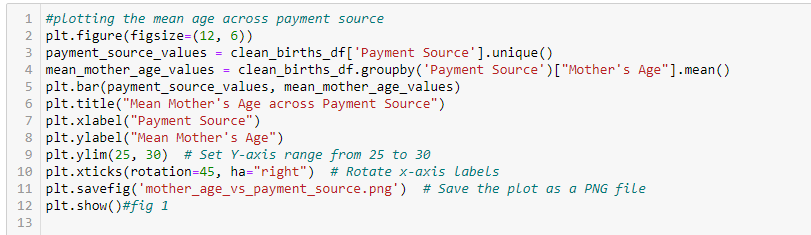 1 #plotting the mean age across payment source
2 plt.figure(figsize=(12, 6))
3 payment_source_values = clean_births_df['Payment Source'].unique()
4 mean_mother_age_values = clean_births_df.groupby('Payment Source')["Mother's Age"].mean()
5 plt.bar(payment_source_values, mean_mother_age_values)
6 plt.title("Mean Mother's Age across Payment Source")
7 plt.xlabel("Payment Source")
8 plt.ylabel("Mean Mother's Age")
9 plt.ylim(25, 30)  # Set Y-axis range from 25 to 30
10 plt.xticks(rotation=45, ha="right")  # Rotate x-axis labels
11 plt.savefig('mother_age_vs_payment_source.png')  # Save the plot as a PNG file
12 plt.show()#fig 1
13